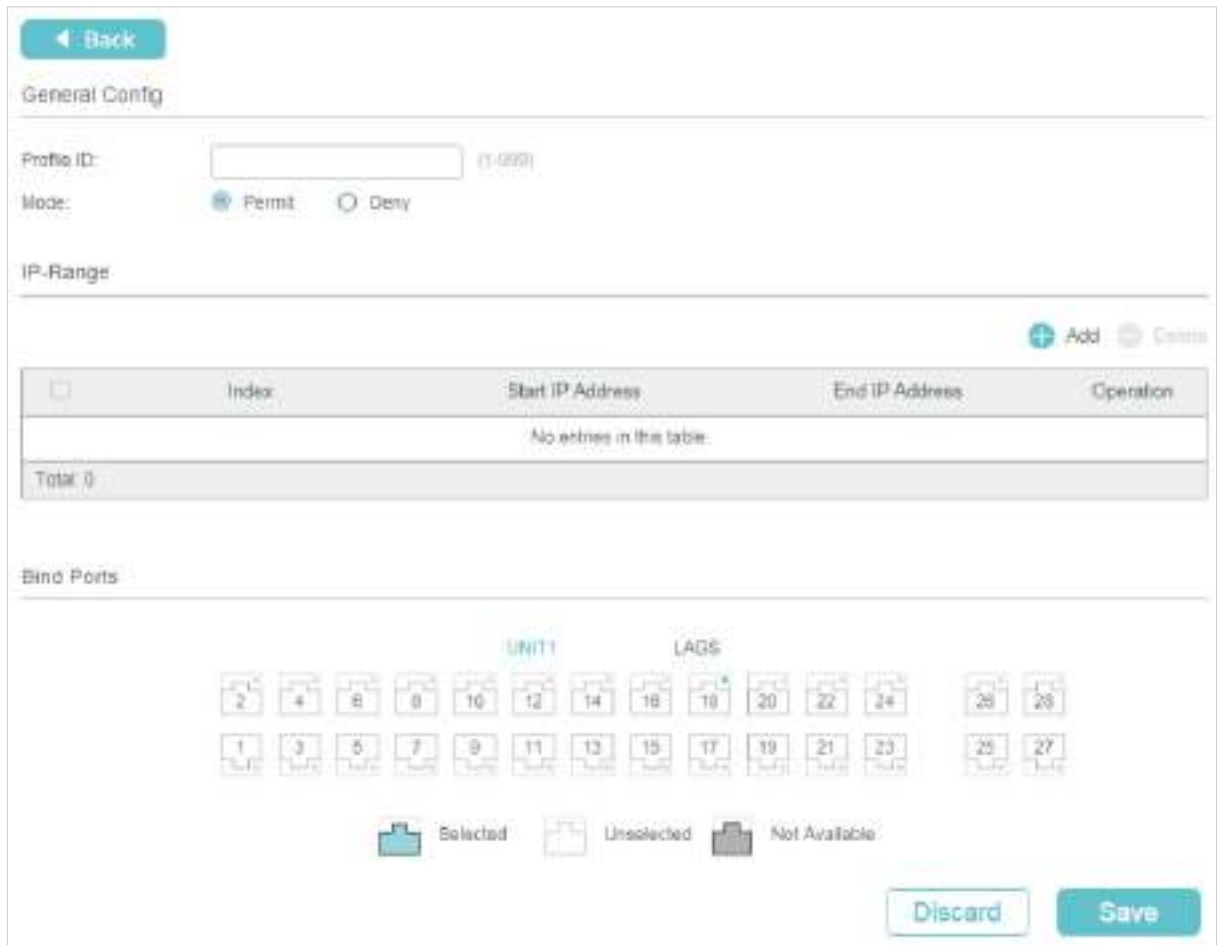 Back
General Config
Profile ID: (1-999)
Mode: Permit Deny
IP-Range
Add Delete
Index Start IP Address End IP Address Operation
No entries in this table.
Total: 0
Bind Ports
UNIT1 LAGS
2 4 6 8 10 12 14 16 18 20 22 24 26 28
1 3 5 7 9 11 13 15 17 19 21 23 25 27
Selected Unselected Not Available
Discard Save